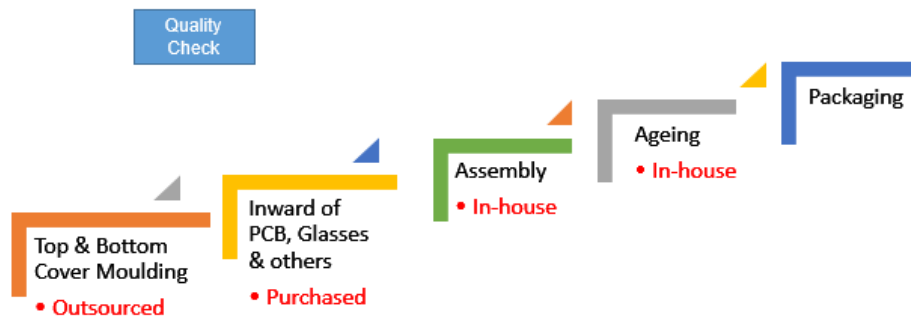 Quality
Check
Top & Bottom
Cover Moulding
• Outsourced
Inward of
PCB, Glasses
& others
• Purchased
Assembly
• In-house
Ageing
• In-house
Packaging